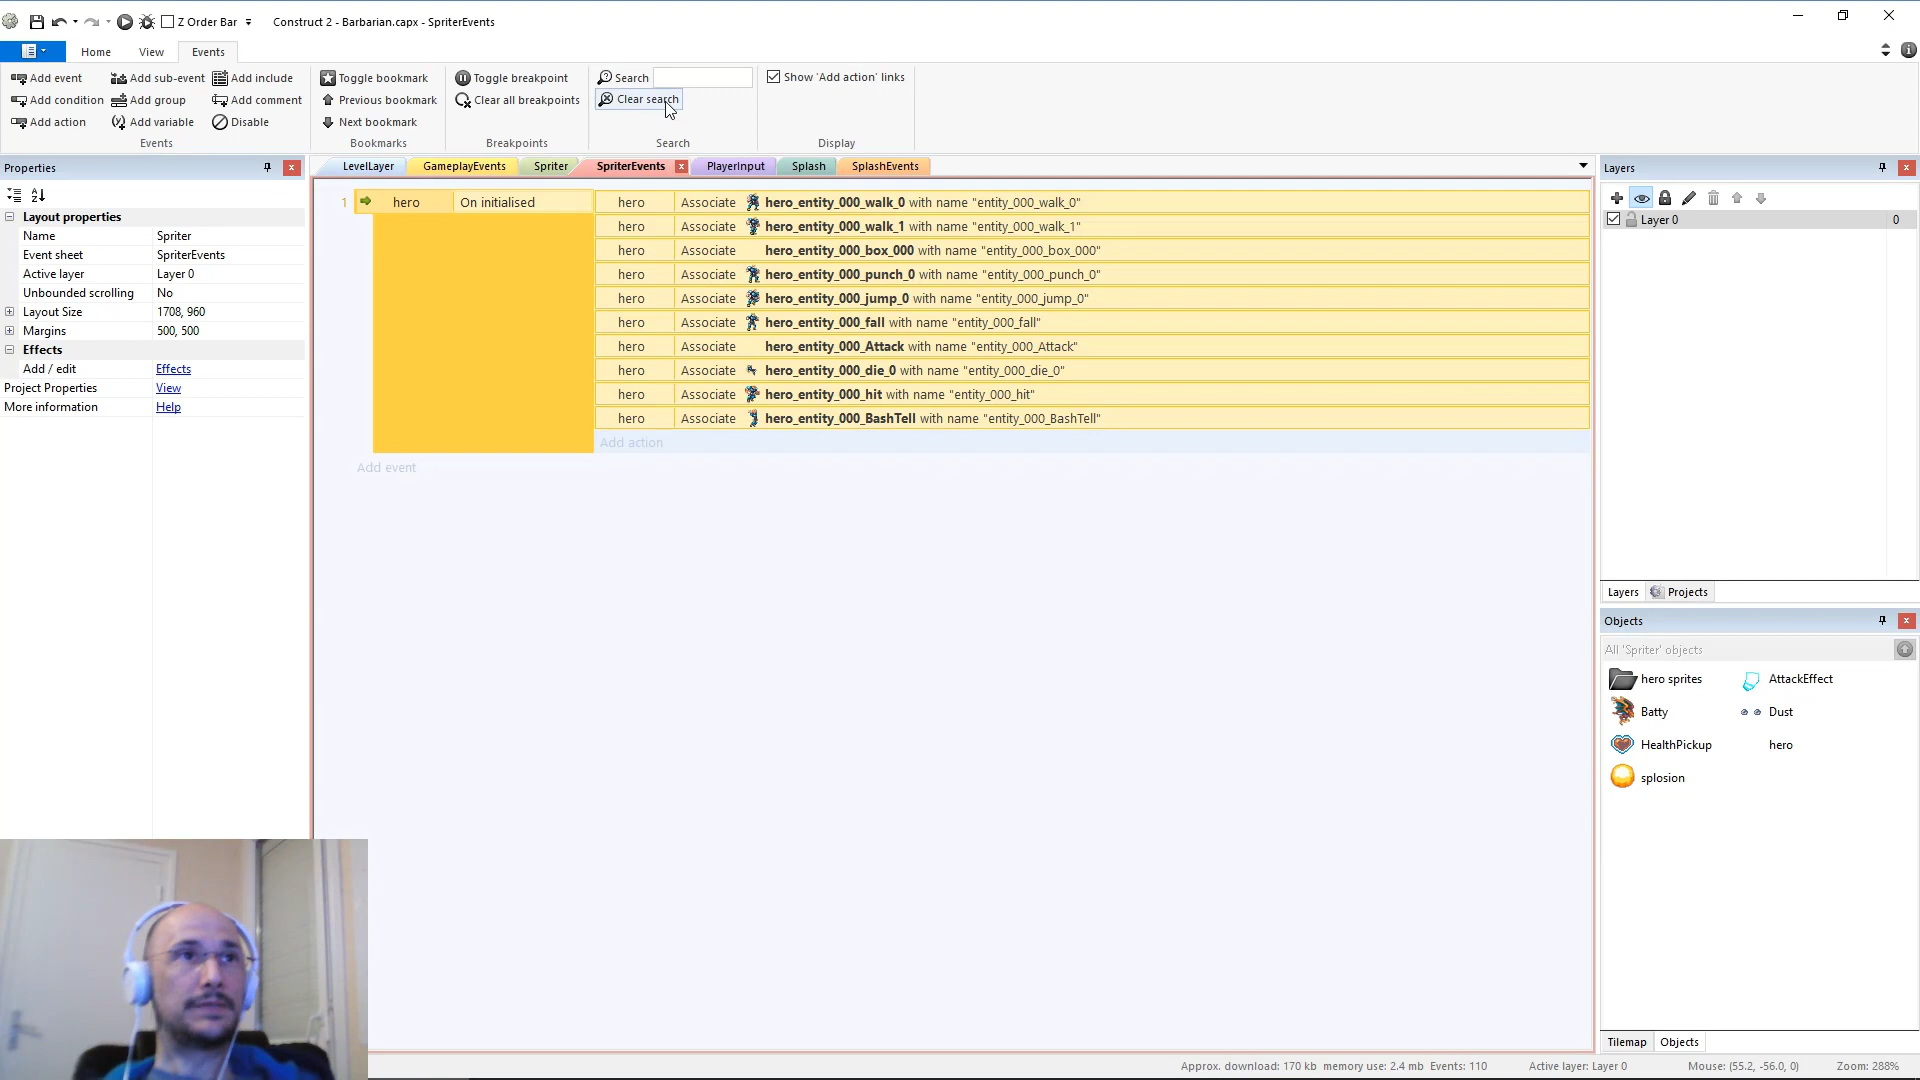 Z Order Bar
Construct 2 - Barbarian.capx - SpriterEvents
Home View Events
Add event Add sub-event Add include
Add condition Add group Add comment
Add action Add variable Disable
Events
Toggle bookmark
Previous bookmark
Next bookmark
Bookmarks
Toggle breakpoint
Clear all breakpoints
Breakpoints
Search
Clear search
Search
Show 'Add action' links
Display
Properties
Layout properties
Name Spriter
Event sheet SpriterEvents
Active layer Layer 0
Unbounded scrolling No
Layout Size 1708, 960
Margins 500, 500
Effects
Add / edit Effects
Project Properties View
More information Help
LevelLayer GameplayEvents Spriter SpriterEvents PlayerInput Splash SplashEvents
1 hero On initialised
hero Associate hero_entity_000_walk_0 with name "entity_000_walk_0"
hero Associate hero_entity_000_walk_1 with name "entity_000_walk_1"
hero Associate hero_entity_000_box_000 with name "entity_000_box_000"
hero Associate hero_entity_000_punch_0 with name "entity_000_punch_0"
hero Associate hero_entity_000_jump_0 with name "entity_000_jump_0"
hero Associate hero_entity_000_fall with name "entity_000_fall"
hero Associate hero_entity_000_Attack with name "entity_000_Attack"
hero Associate hero_entity_000_die_0 with name "entity_000_die_0"
hero Associate hero_entity_000_hit with name "entity_000_hit"
hero Associate hero_entity_000_BashTell with name "entity_000_BashTell"
Add action
Add event
Layers
Layer 0 0
Layers Projects
Objects
All 'Spriter' objects
hero sprites AttackEffect
Batty Dust
HealthPickup hero
splosion
Tilemap Objects
Approx. download: 170 kb memory use: 2.4 mb Events: 110 Active layer: Layer 0 Mouse: (55.2, -56.0, 0) Zoom: 288%